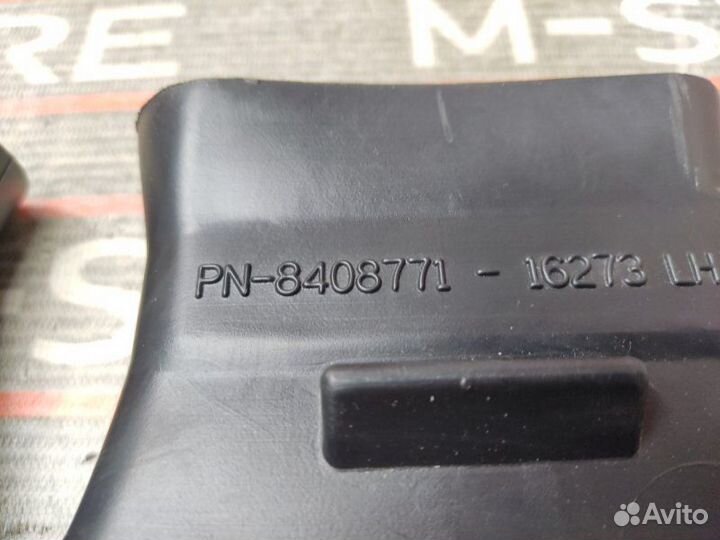 RE M-S
PN-8408771 - 16273 LH
S
Avito